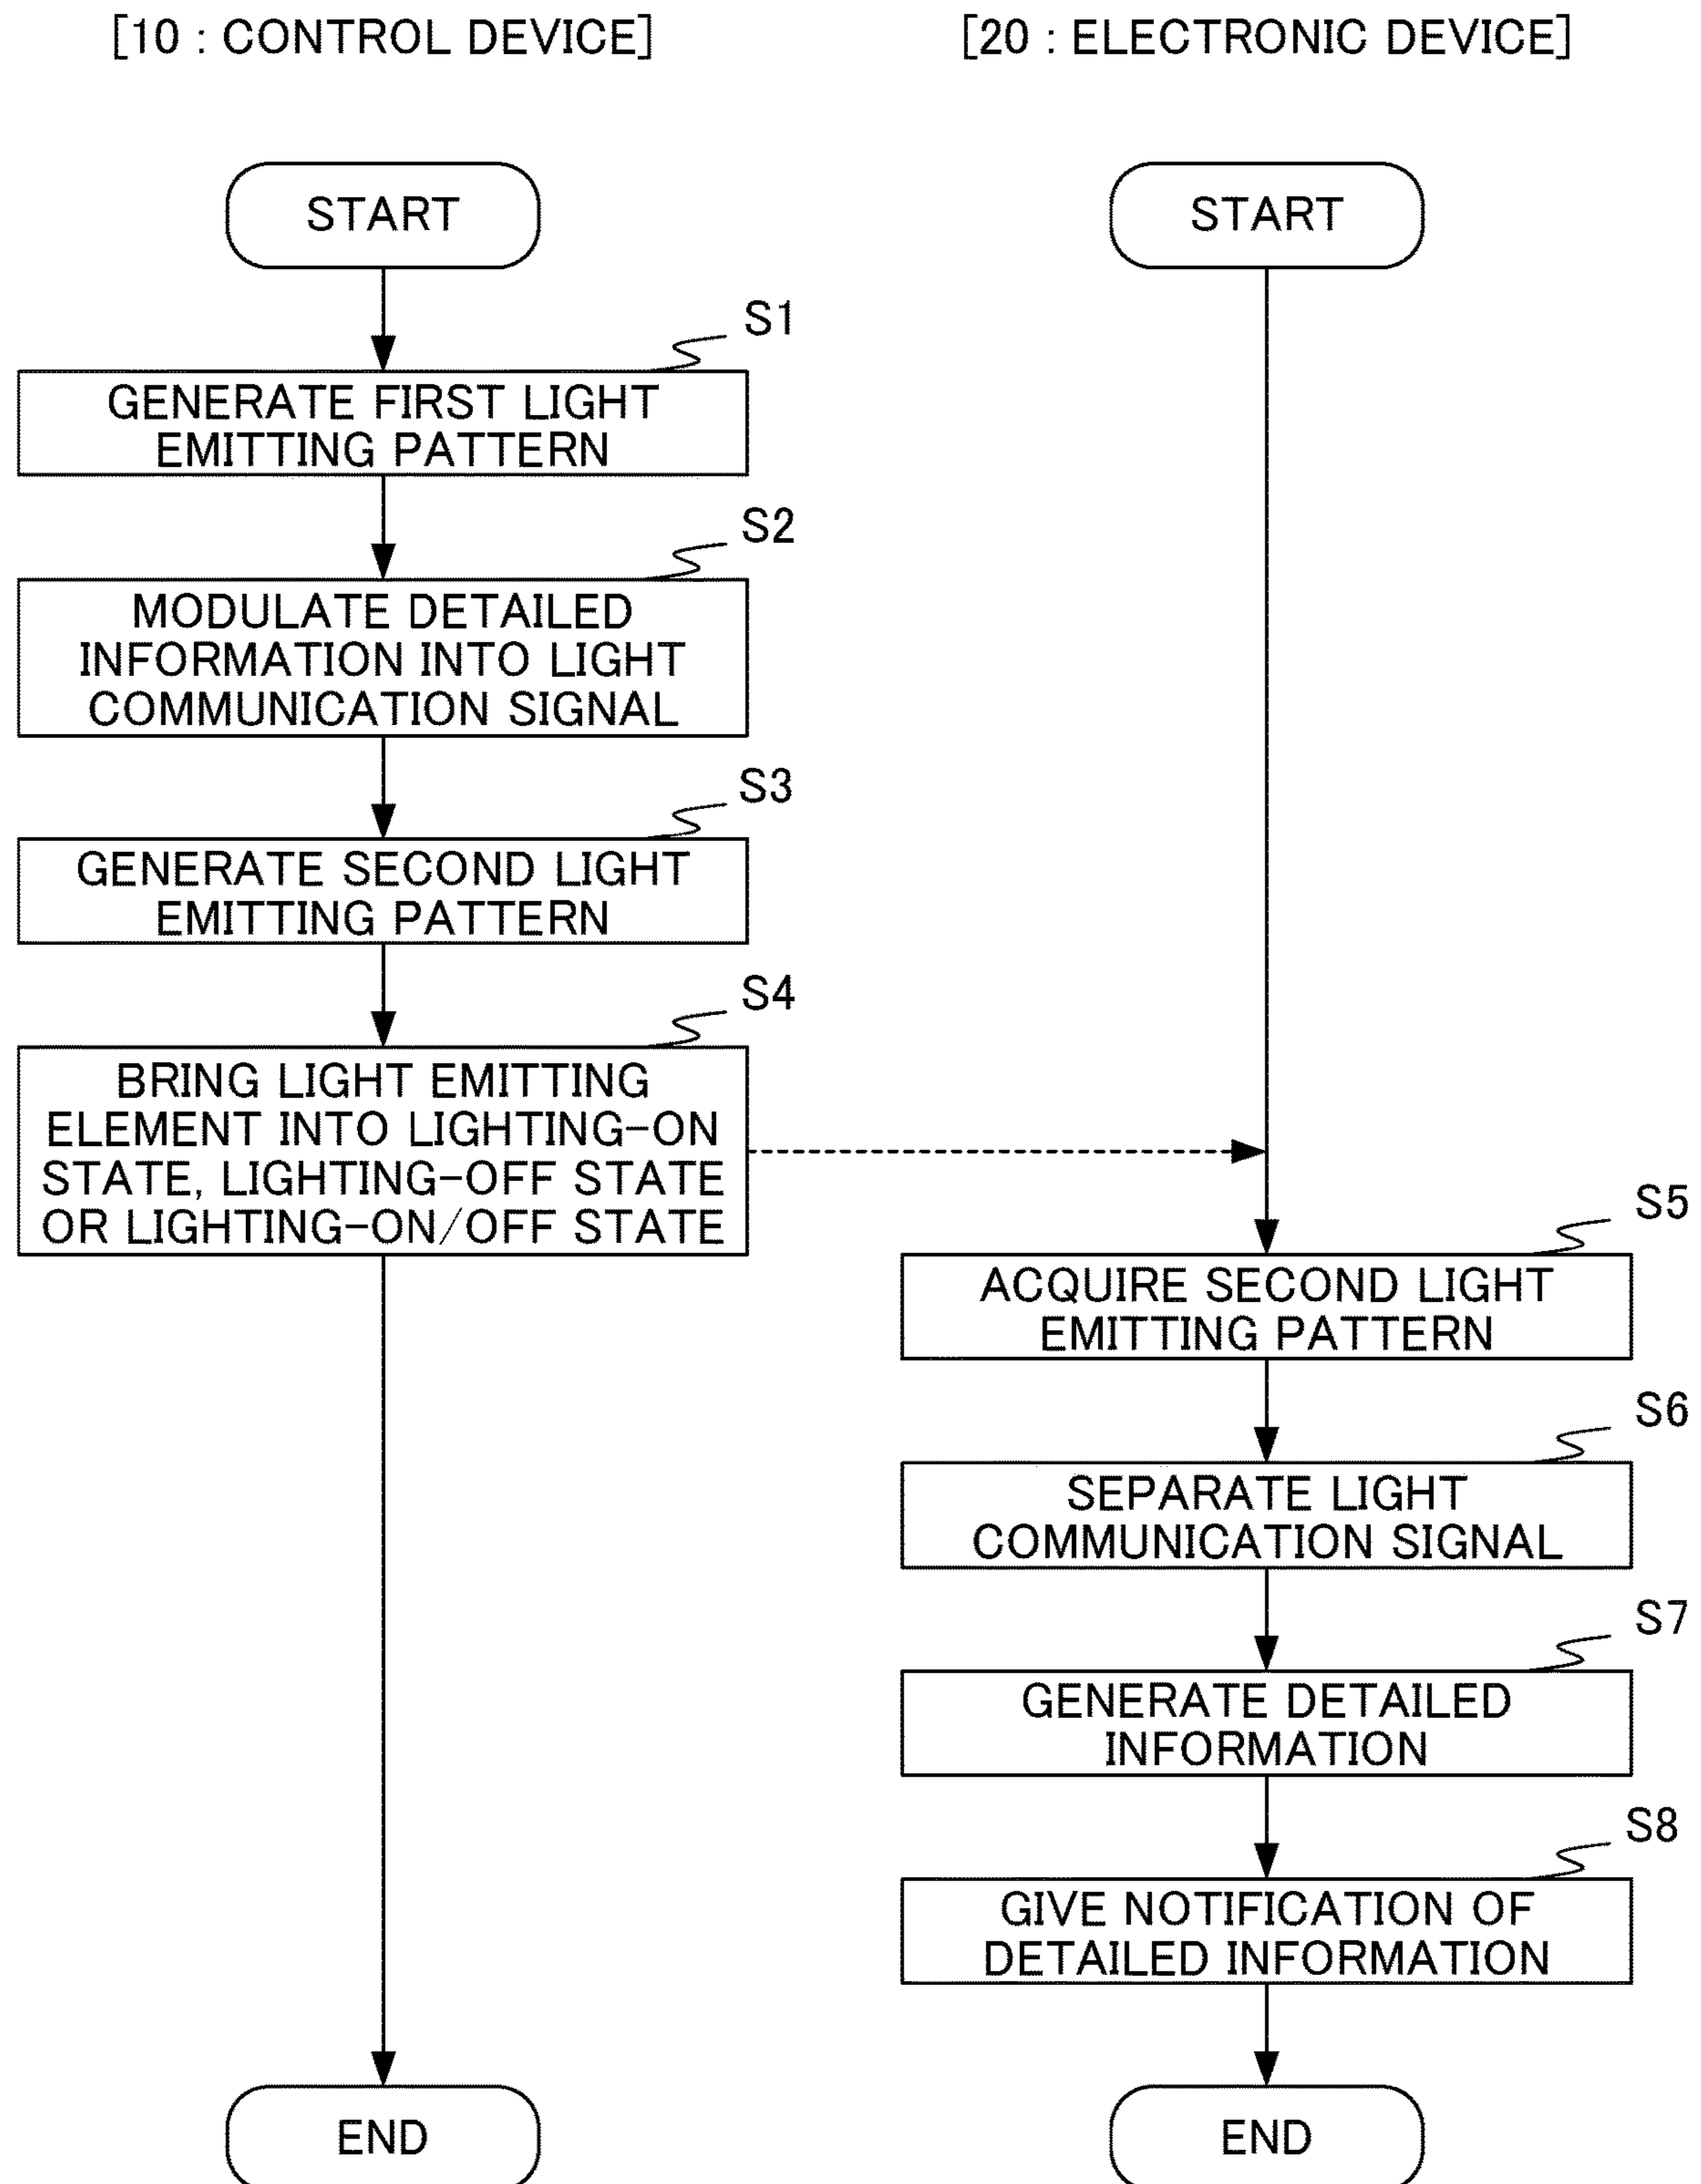 [10 : CONTROL DEVICE]
[20 : ELECTRONIC DEVICE]
START
START
S1
GENERATE FIRST LIGHT
EMITTING PATTERN
S2
MODULATE DETAILED
INFORMATION INTO LIGHT
COMMUNICATION SIGNAL
S3
GENERATE SECOND LIGHT
EMITTING PATTERN
S4
BRING LIGHT EMITTING
ELEMENT INTO LIGHTING-ON
STATE, LIGHTING-OFF STATE
OR LIGHTING-ON/OFF STATE
S5
ACQUIRE SECOND LIGHT
EMITTING PATTERN
S6
SEPARATE LIGHT
COMMUNICATION SIGNAL
S7
GENERATE DETAILED
INFORMATION
S8
GIVE NOTIFICATION OF
DETAILED INFORMATION
END
END